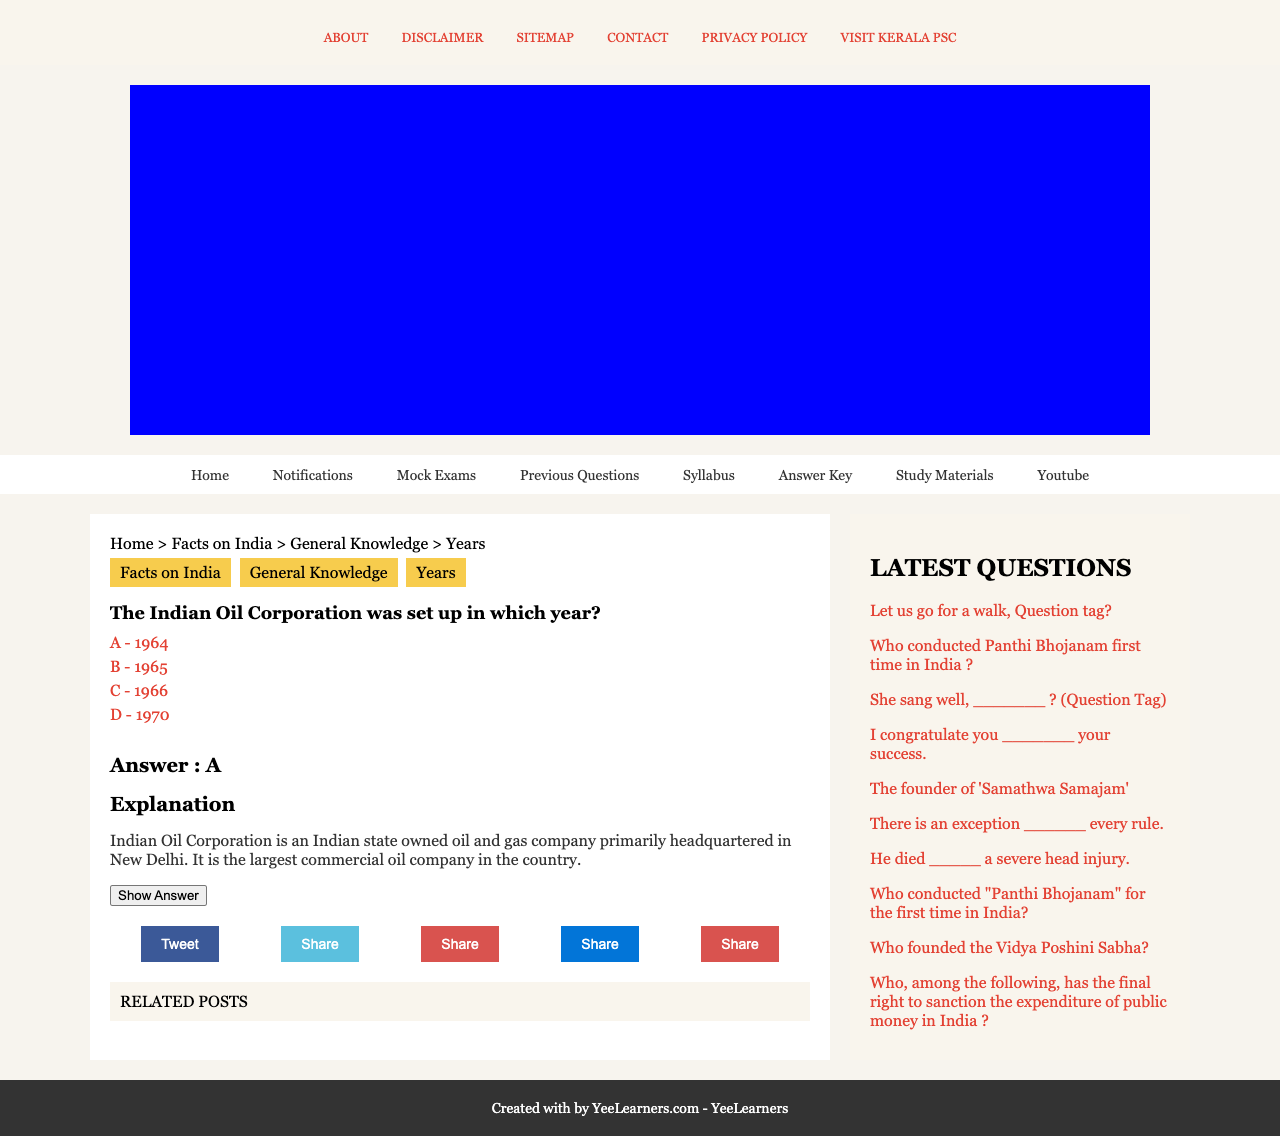 ABOUT DISCLAIMER SITEMAP CONTACT PRIVACY POLICY VISIT KERALA PSC
Home Notifications Mock Exams Previous Questions Syllabus Answer Key Study Materials Youtube
Home > Facts on India > General Knowledge > Years
Facts on India General Knowledge Years
The Indian Oil Corporation was set up in which year?
A - 1964
B - 1965
C - 1966
D - 1970
Answer : A
Explanation
Indian Oil Corporation is an Indian state owned oil and gas company primarily headquartered in
New Delhi. It is the largest commercial oil company in the country.
Show Answer
Tweet Share Share Share Share
RELATED POSTS
LATEST QUESTIONS
Let us go for a walk, Question tag?
Who conducted Panthi Bhojanam first
time in India ?
She sang well, _______ ? (Question Tag)
I congratulate you _______ your
success.
The founder of 'Samathwa Samajam'
There is an exception ______ every rule.
He died _____ a severe head injury.
Who conducted "Panthi Bhojanam" for
the first time in India?
Who founded the Vidya Poshini Sabha?
Who, among the following, has the final
right to sanction the expenditure of public
money in India ?
Created with by YeeLearners.com - YeeLearners